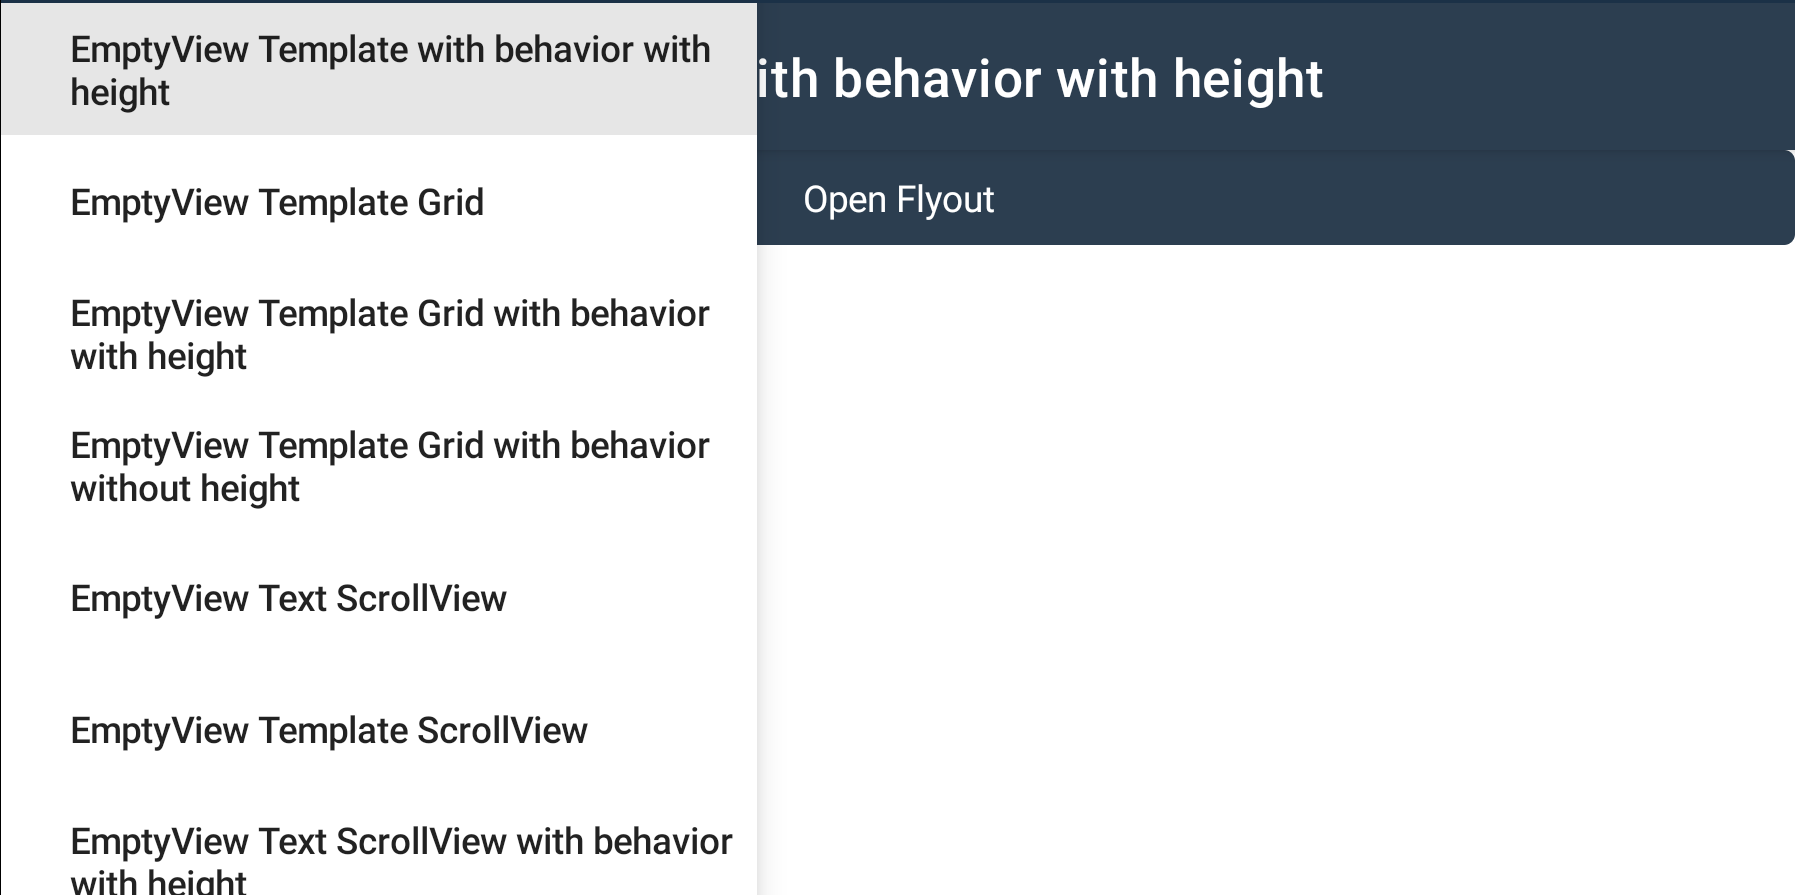 EmptyView Template with behavior with
height
EmptyView Template Grid
EmptyView Template Grid with behavior
with height
EmptyView Template Grid with behavior
without height
EmptyView Text ScrollView
EmptyView Template ScrollView
EmptyView Text ScrollView with behavior
with height
ith behavior with height
Open Flyout